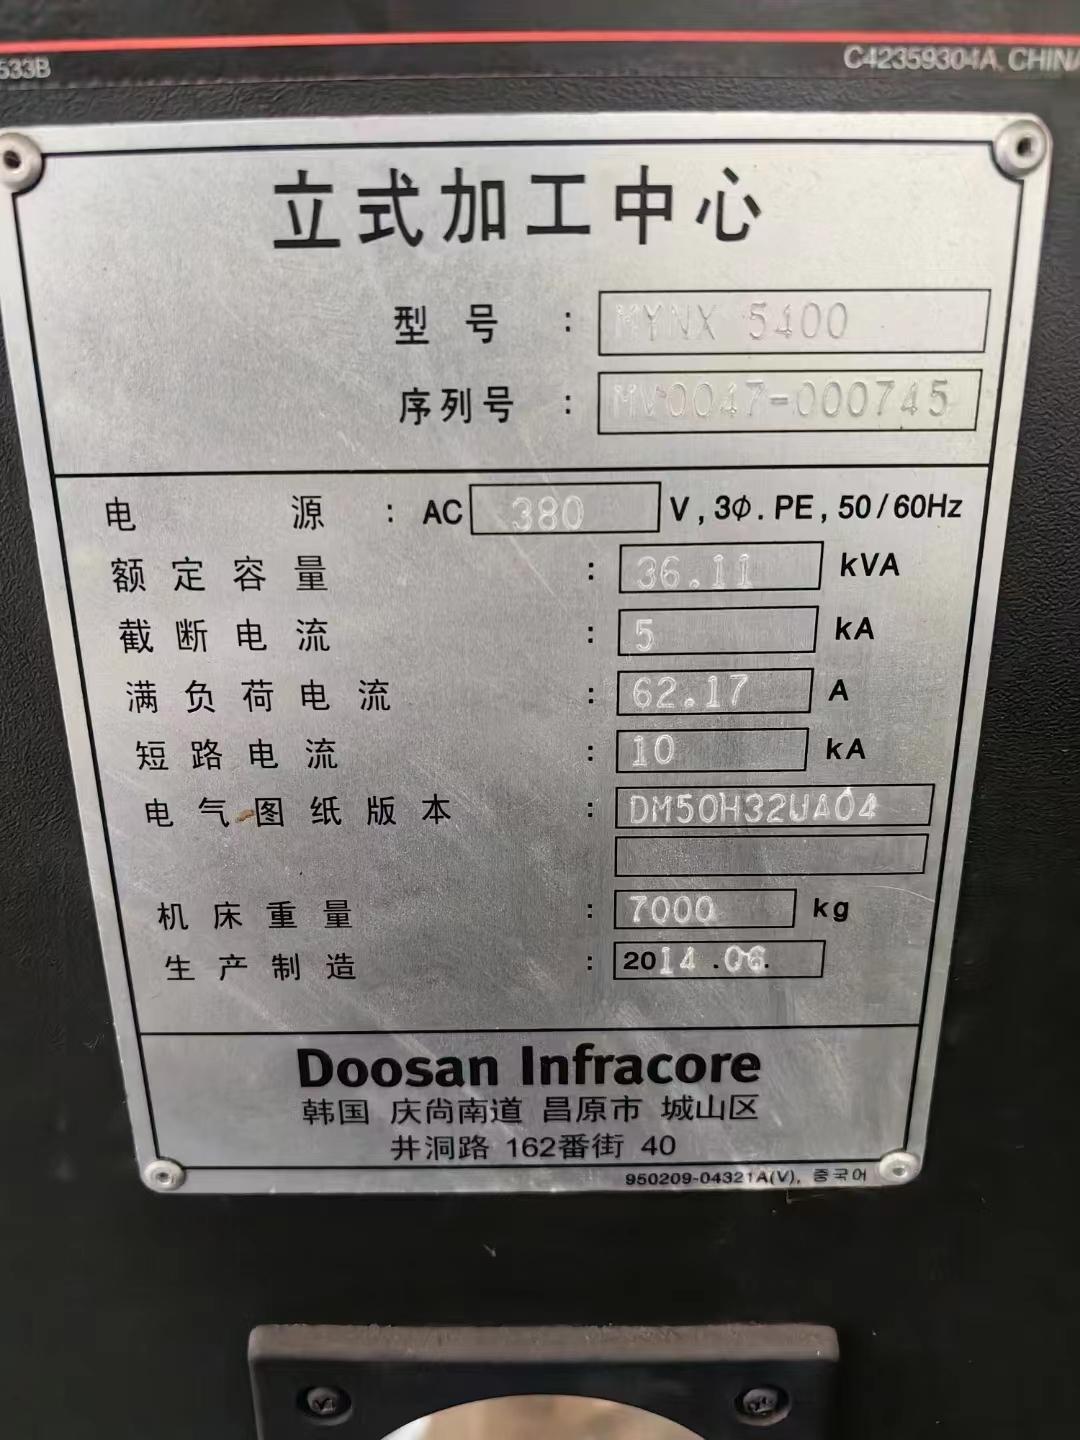 533B
C42359304A, CHINA
立式加工中心
型号 : MYNX 5400
序列号 : MV0047-000745
电源 : AC 380 V, 3Φ. PE, 50/60Hz
额定容量 : 36.11 kVA
截断电流 : 5 kA
满负荷电流 : 62.17 A
短路电流 : 10 kA
电气图纸版本 : DM50H32UA04
机床重量 : 7000 kg
生产制造 : 2014.06.
Doosan Infracore
韩国 庆尚南道 昌原市 城山区
井洞路 162番街 40
950209-04321A(V), 중국어